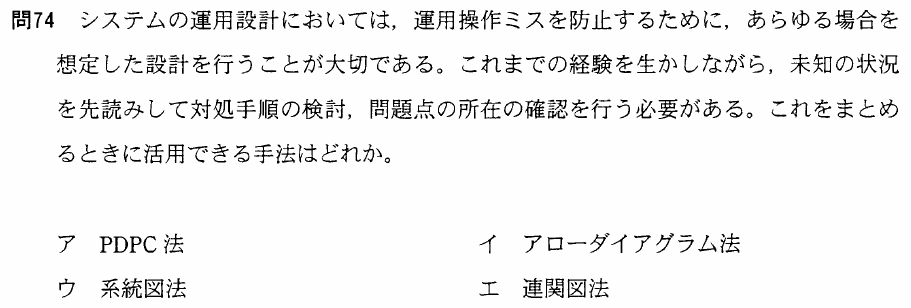 問74 システムの運用設計においては，運用操作ミスを防止するために，あらゆる場合を
想定した設計を行うことが大切である。これまでの経験を生かしながら，未知の状況
を先読みして対処手順の検討，問題点の所在の確認を行う必要がある。これをまとめ
るときに活用できる手法はどれか。
ア PDPC 法 イ アローダイアグラム法
ウ 系統図法 エ 連関図法